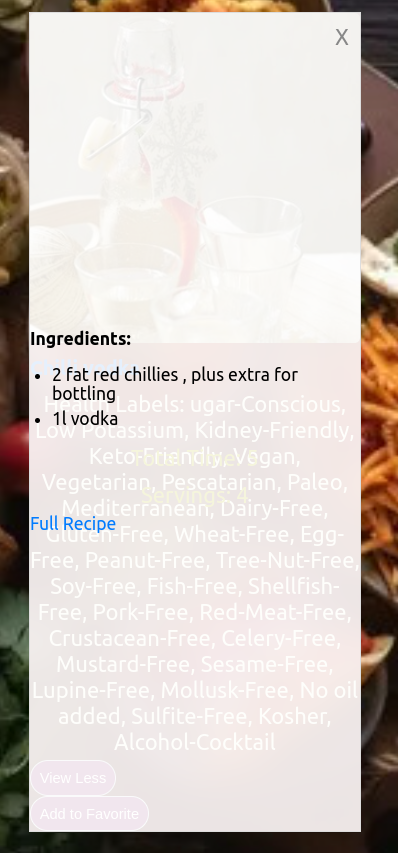 X
Ingredients:
2 fat red chillies , plus extra for
bottling
1l vodka
Health Labels: ugar-Conscious,
Low Potassium, Kidney-Friendly,
Keto-Friendly, Vegan,
Total Time: 0
Vegetarian, Pescatarian, Paleo,
Servings: 4
Mediterranean, Dairy-Free,
Full Recipe
Gluten-Free, Wheat-Free, Egg-
Free, Peanut-Free, Tree-Nut-Free,
Soy-Free, Fish-Free, Shellfish-
Free, Pork-Free, Red-Meat-Free,
Crustacean-Free, Celery-Free,
Mustard-Free, Sesame-Free,
Lupine-Free, Mollusk-Free, No oil
added, Sulfite-Free, Kosher,
Alcohol-Cocktail
View Less
Add to Favorite